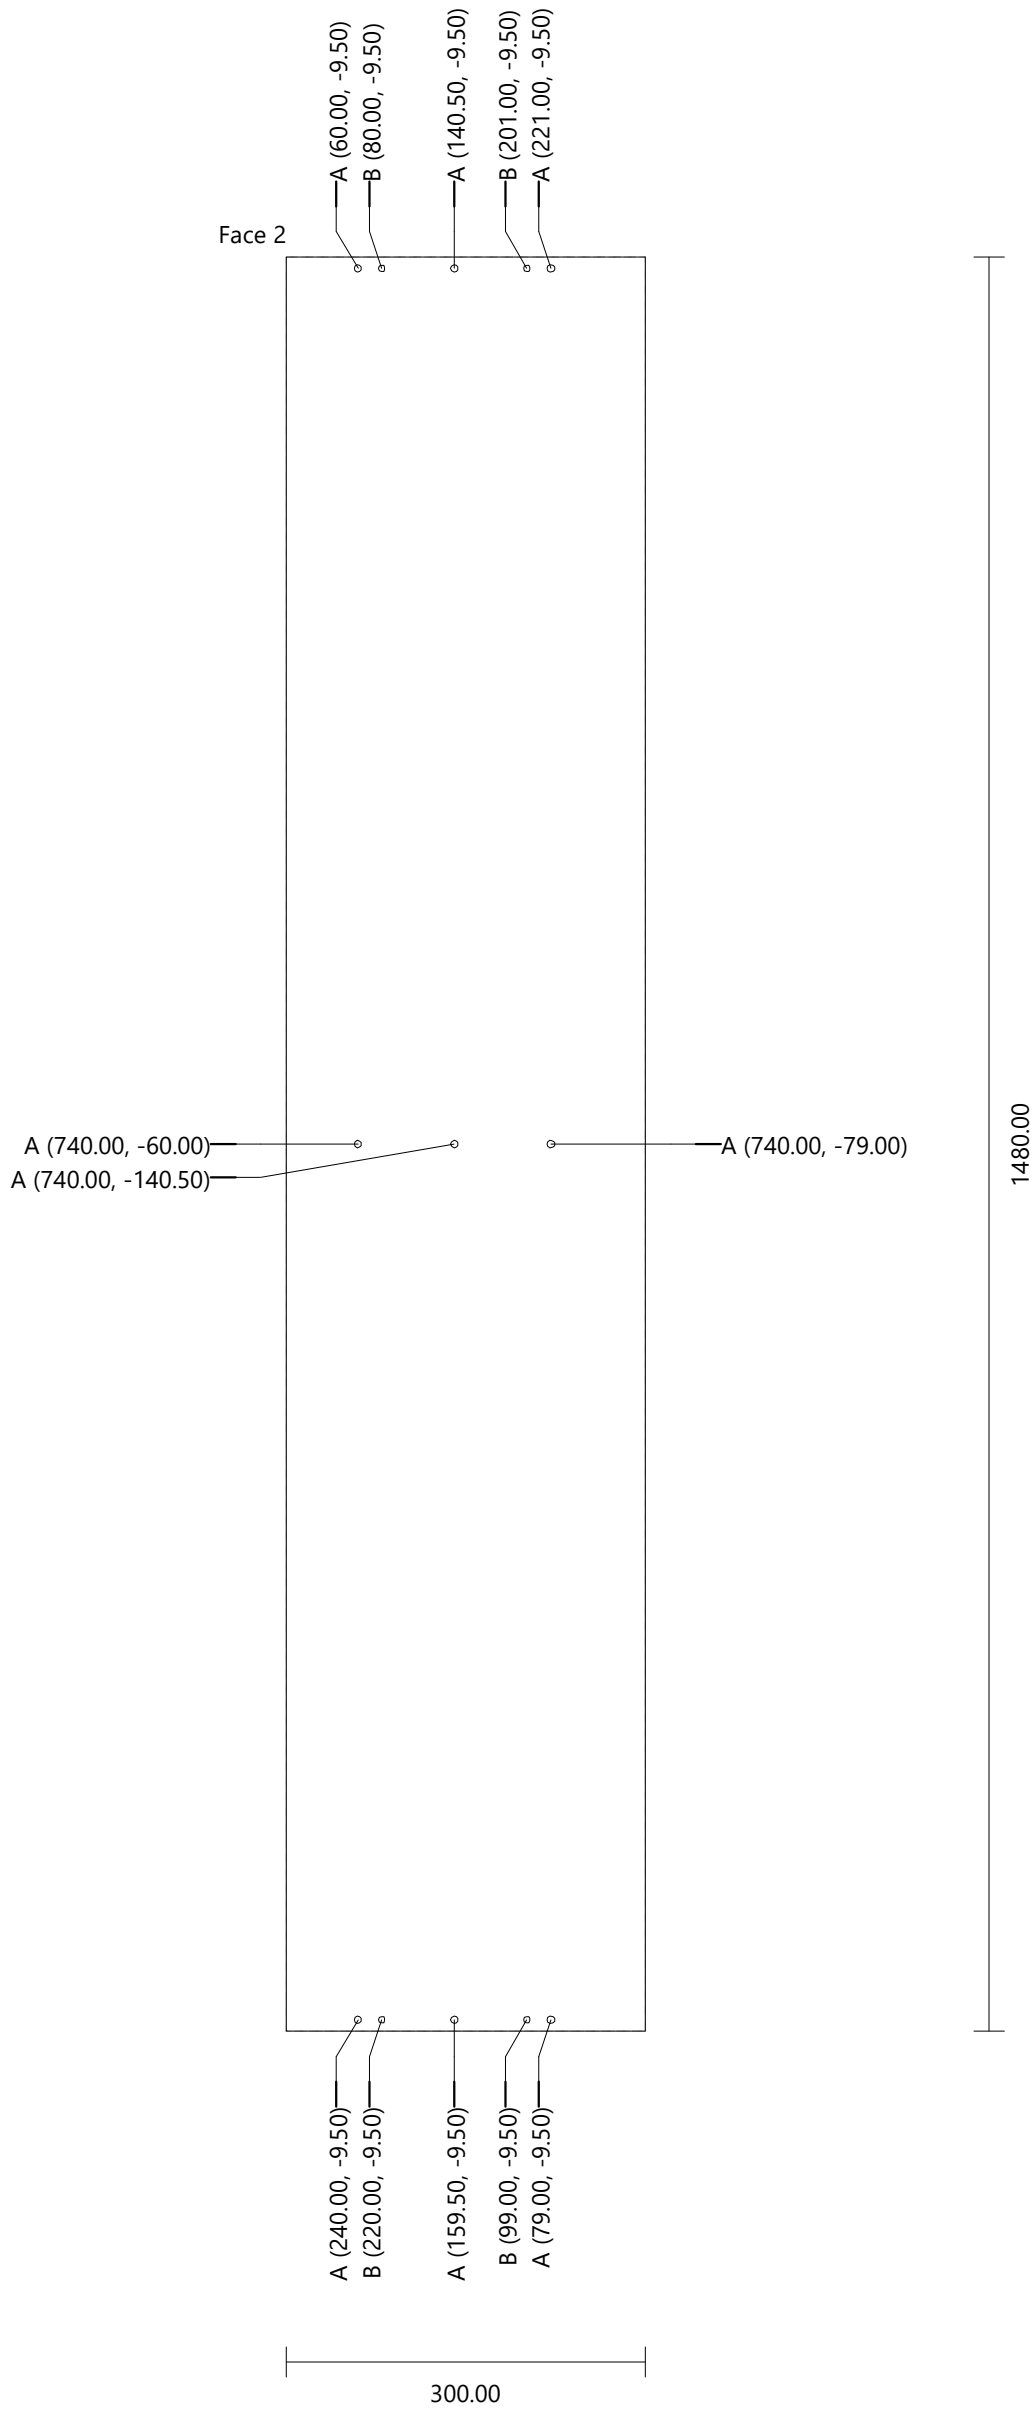 A (60.00, -9.50)
B (80.00, -9.50)
A (140.50, -9.50)
B (201.00, -9.50)
A (221.00, -9.50)
Face 2
A (740.00, -60.00)
A (740.00, -140.50)
A (740.00, -79.00)
1480.00
A (240.00, -9.50)
B (220.00, -9.50)
A (159.50, -9.50)
B (99.00, -9.50)
A (79.00, -9.50)
300.00